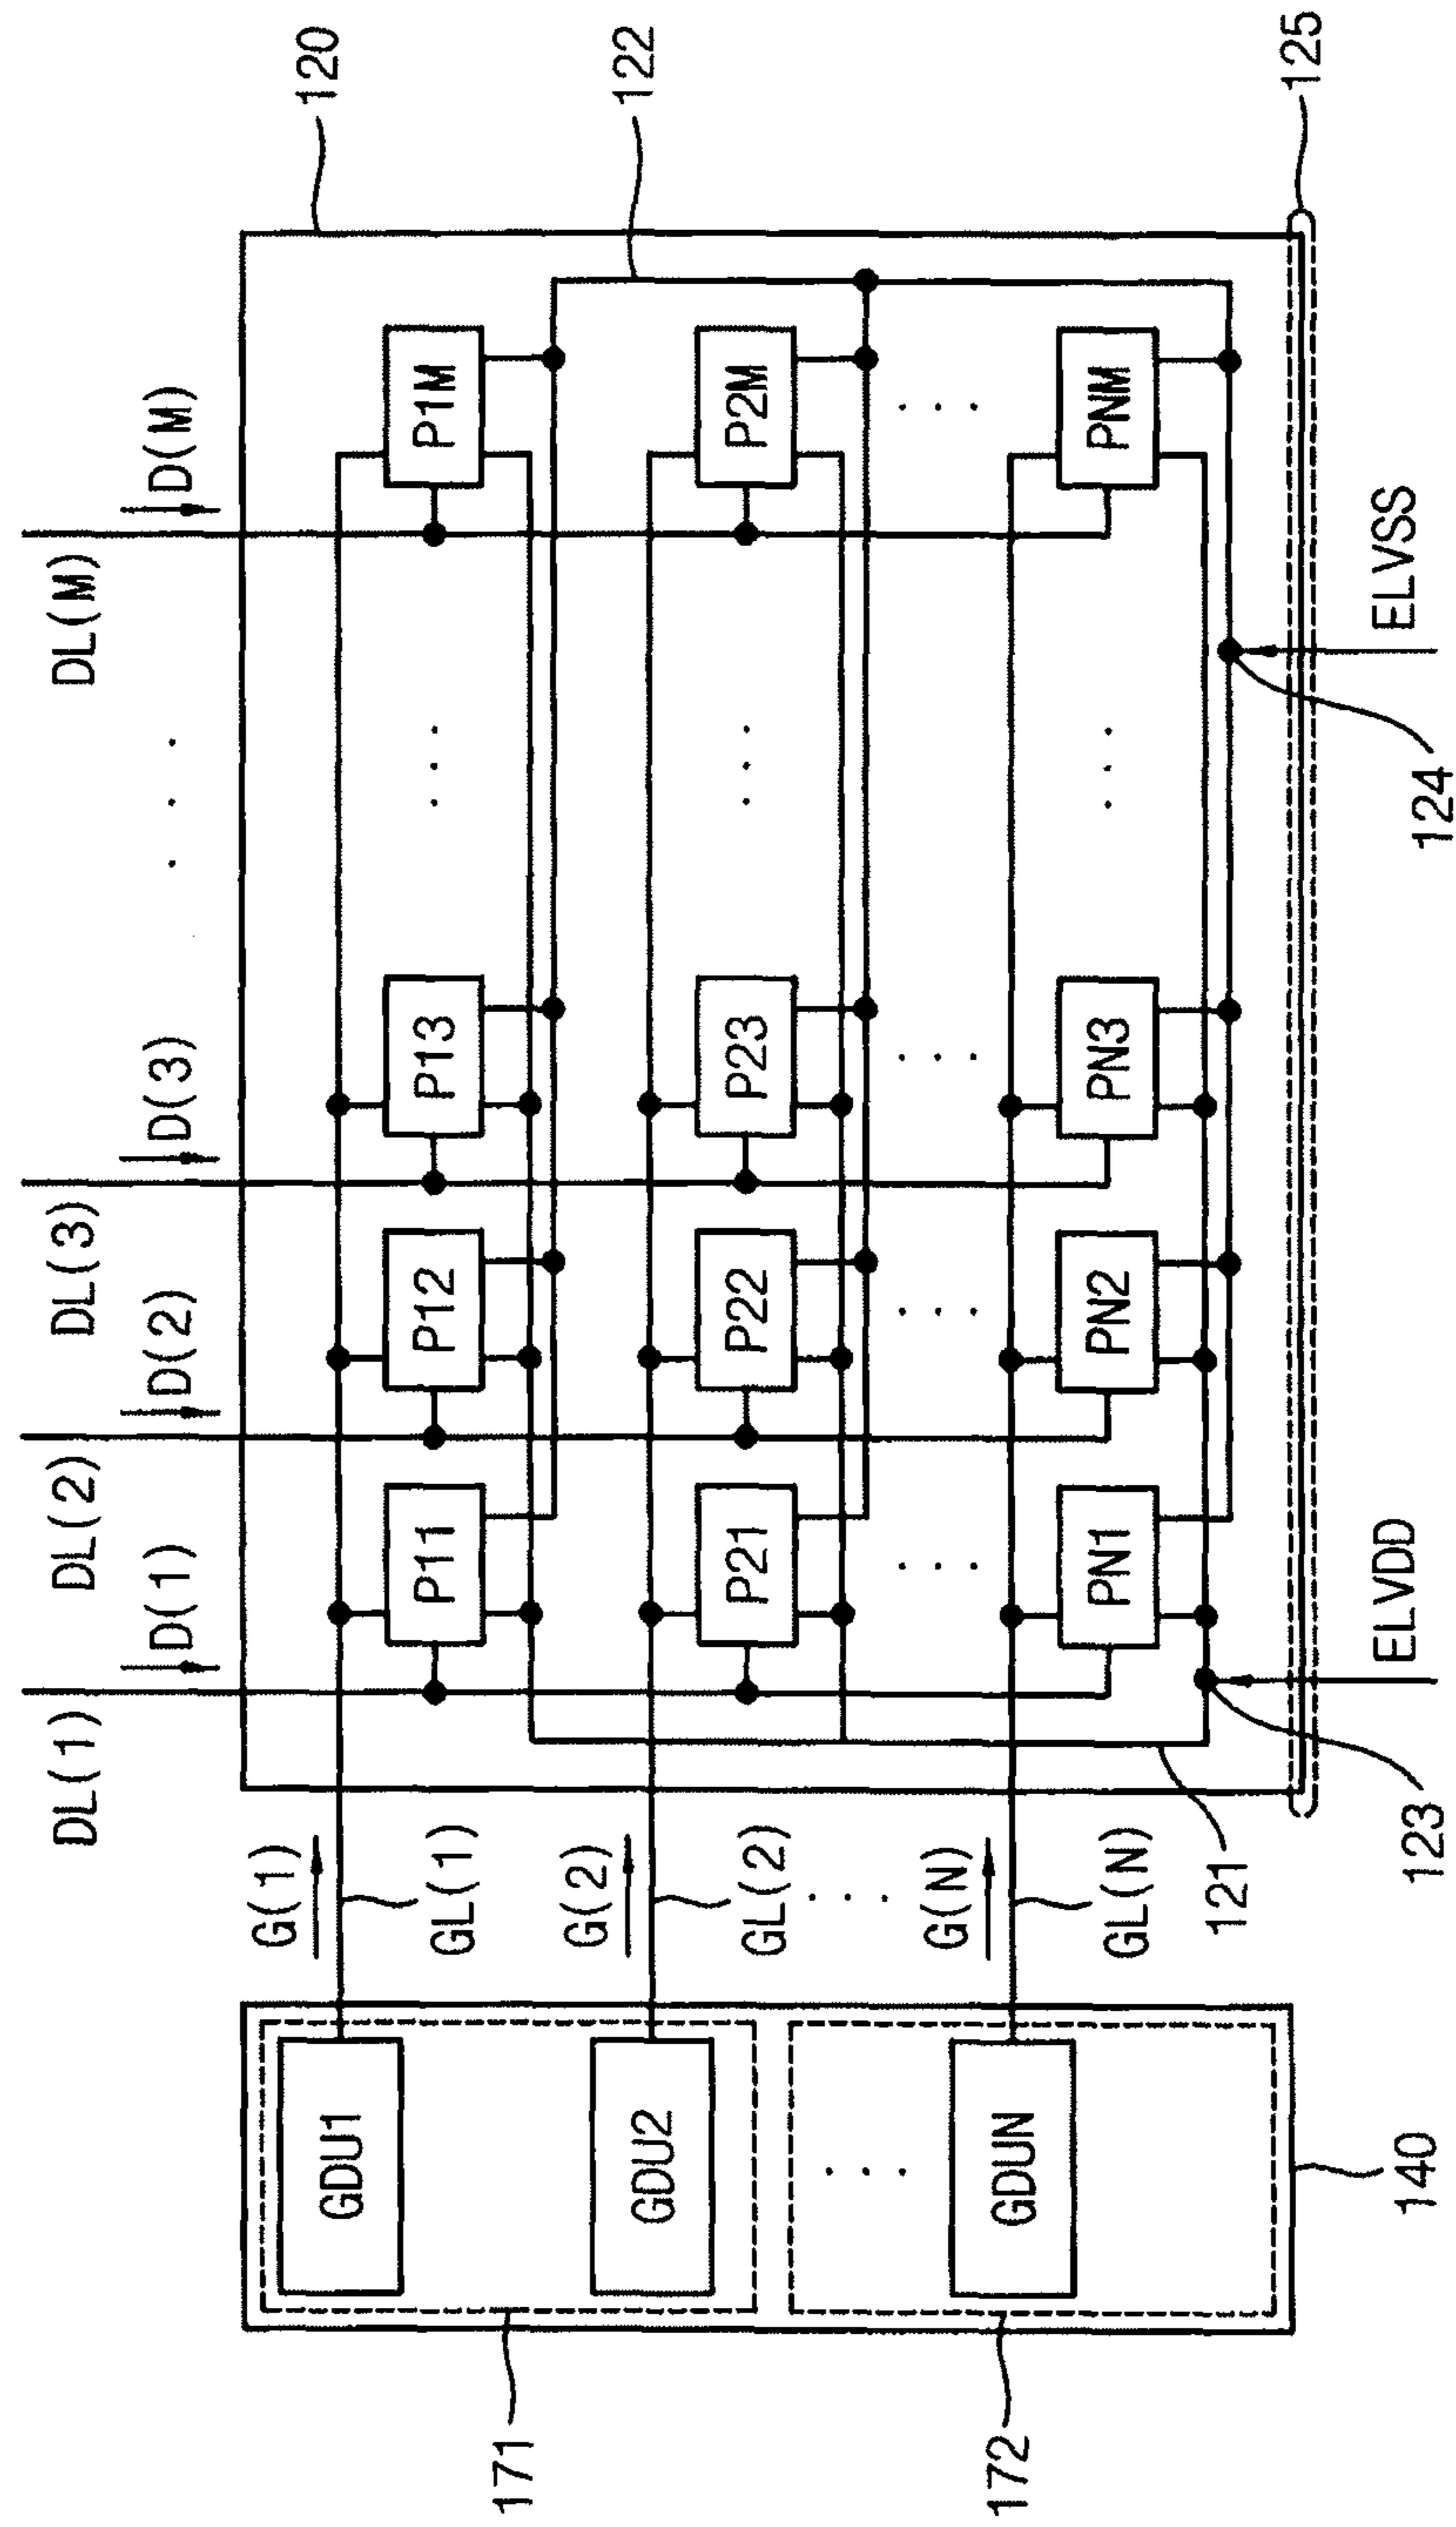 DL(1) DL(2) DL(3) . . . DL(M)
D(1) D(2) D(3) D(M)
120
171
GDU1
G(1)
GL(1)
P11 P12 P13 . . . P1M
122
GDU2
G(2)
GL(2)
P21 P22 P23 . . . P2M
. . .
172
GDUN
G(N)
GL(N)
PN1 PN2 PN3 . . . PNM
121
125
140
123
ELVDD
124
ELVSS